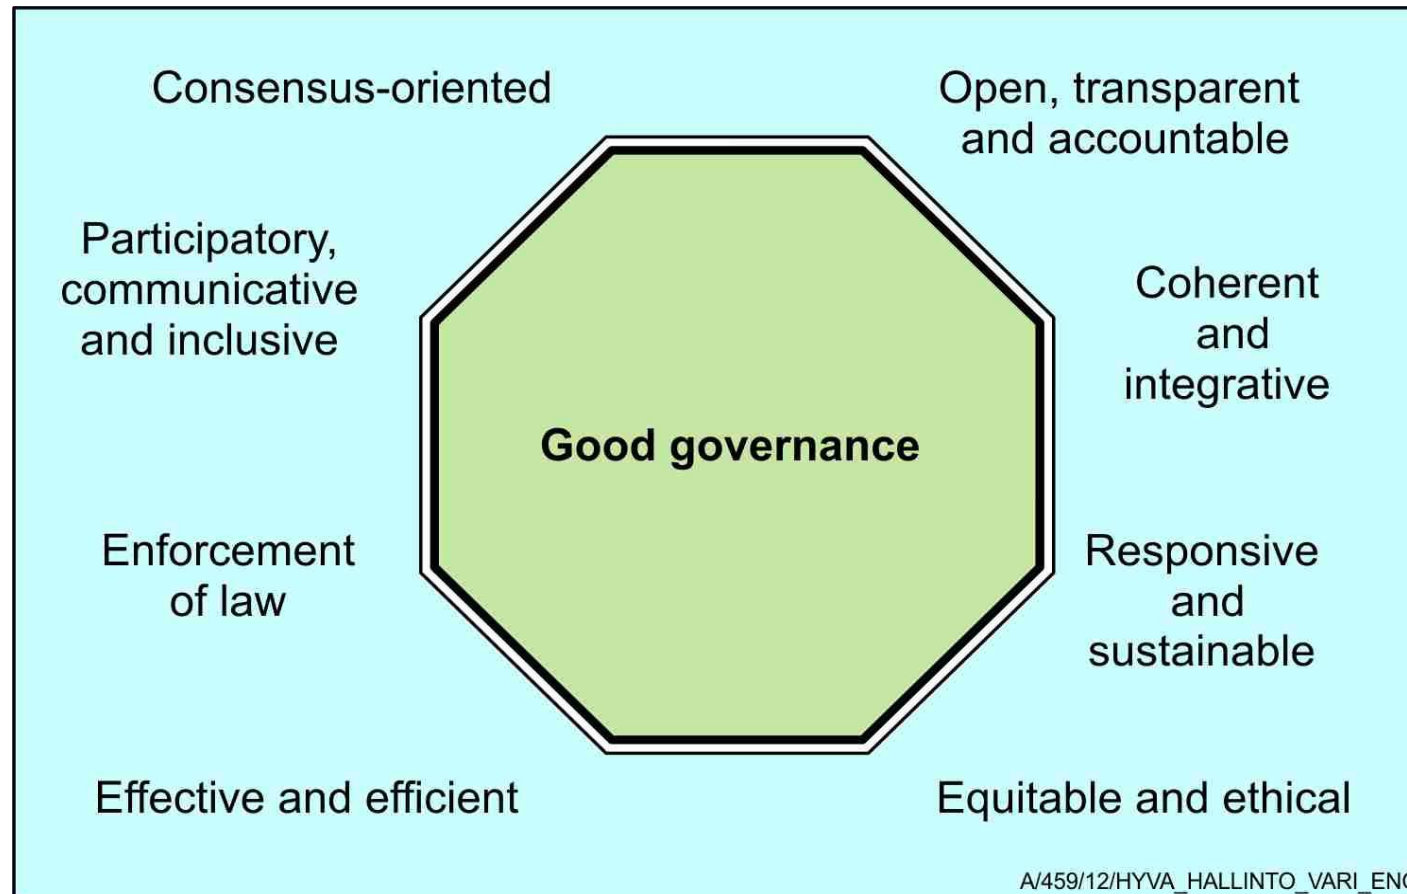 Consensus-oriented
Open, transparent
and accountable
Participatory,
communicative
and inclusive
Coherent
and
integrative
Good governance
Enforcement
of law
Responsive
and
sustainable
Effective and efficient
Equitable and ethical
A/459/12/HYVA_HALLINTO_VARI_ENG